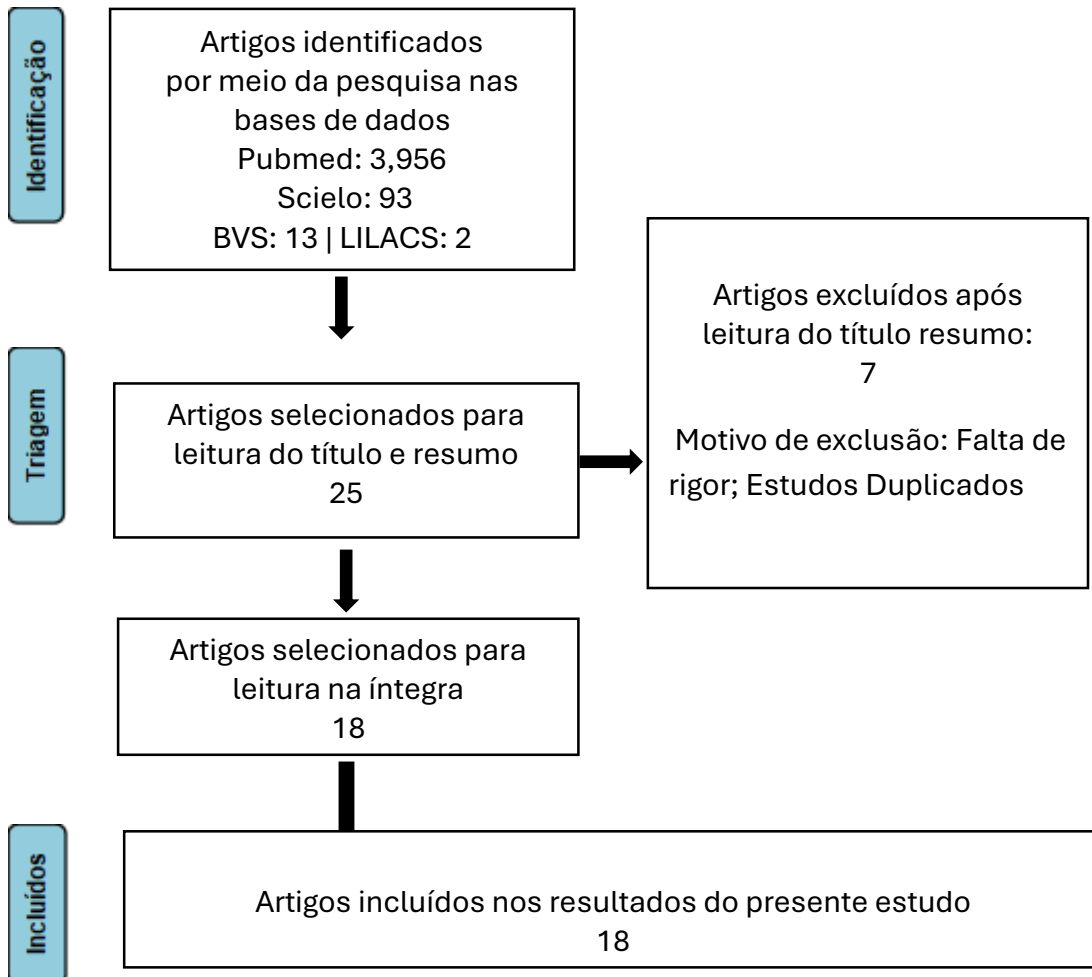 Identificação
Artigos identificados
por meio da pesquisa nas
bases de dados
Pubmed: 3,956
Scielo: 93
BVS: 13 | LILACS: 2
Triagem
Artigos selecionados para
leitura do título e resumo
25
Artigos excluídos após
leitura do título resumo:
7
Motivo de exclusão: Falta de
rigor; Estudos Duplicados
Artigos selecionados para
leitura na íntegra
18
Incluídos
Artigos incluídos nos resultados do presente estudo
18